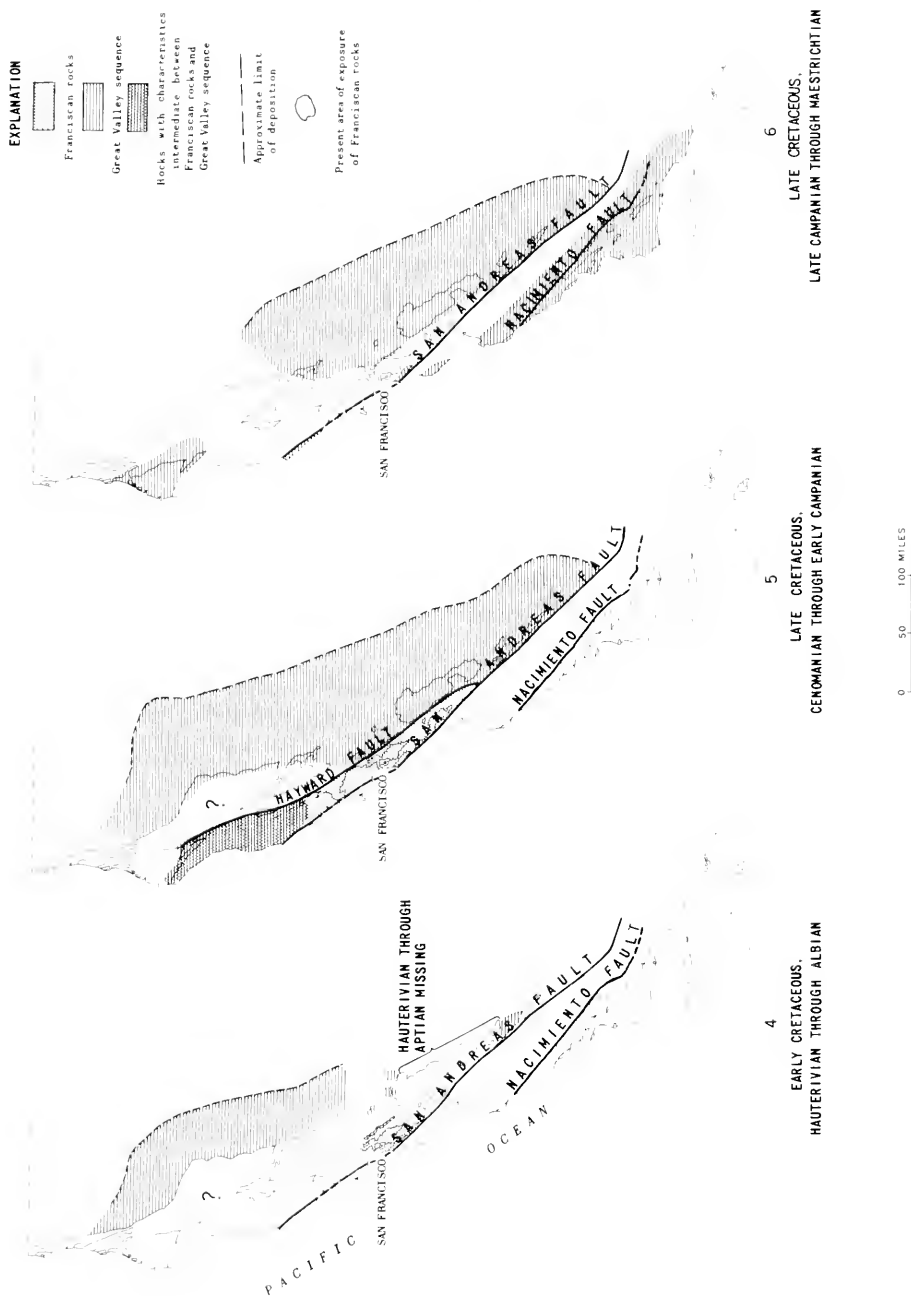 EXPLANATION
Franciscan rocks
Great Valley sequence
Rocks with characteristics
intermediate between
Franciscan rocks and
Great Valley sequence
Approximate limit
of deposition
Present area of exposure
of Franciscan rocks
PACIFIC
OCEAN
SAN FRANCISCO
SAN ANDREAS FAULT
NACIMIENTO FAULT
HAUTERIVIAN THROUGH
APTIAN MISSING
?
4
EARLY CRETACEOUS,
HAUTERIVIAN THROUGH ALBIAN
?
HAYWARD FAULT
SAN FRANCISCO
SAN ANDREAS FAULT
NACIMIENTO FAULT
5
LATE CRETACEOUS,
CENOMANIAN THROUGH EARLY CAMPANIAN
SAN FRANCISCO
SAN ANDREAS FAULT
NACIMIENTO FAULT
6
LATE CRETACEOUS,
LATE CAMPANIAN THROUGH MAESTRICHTIAN
0 50 100 MILES